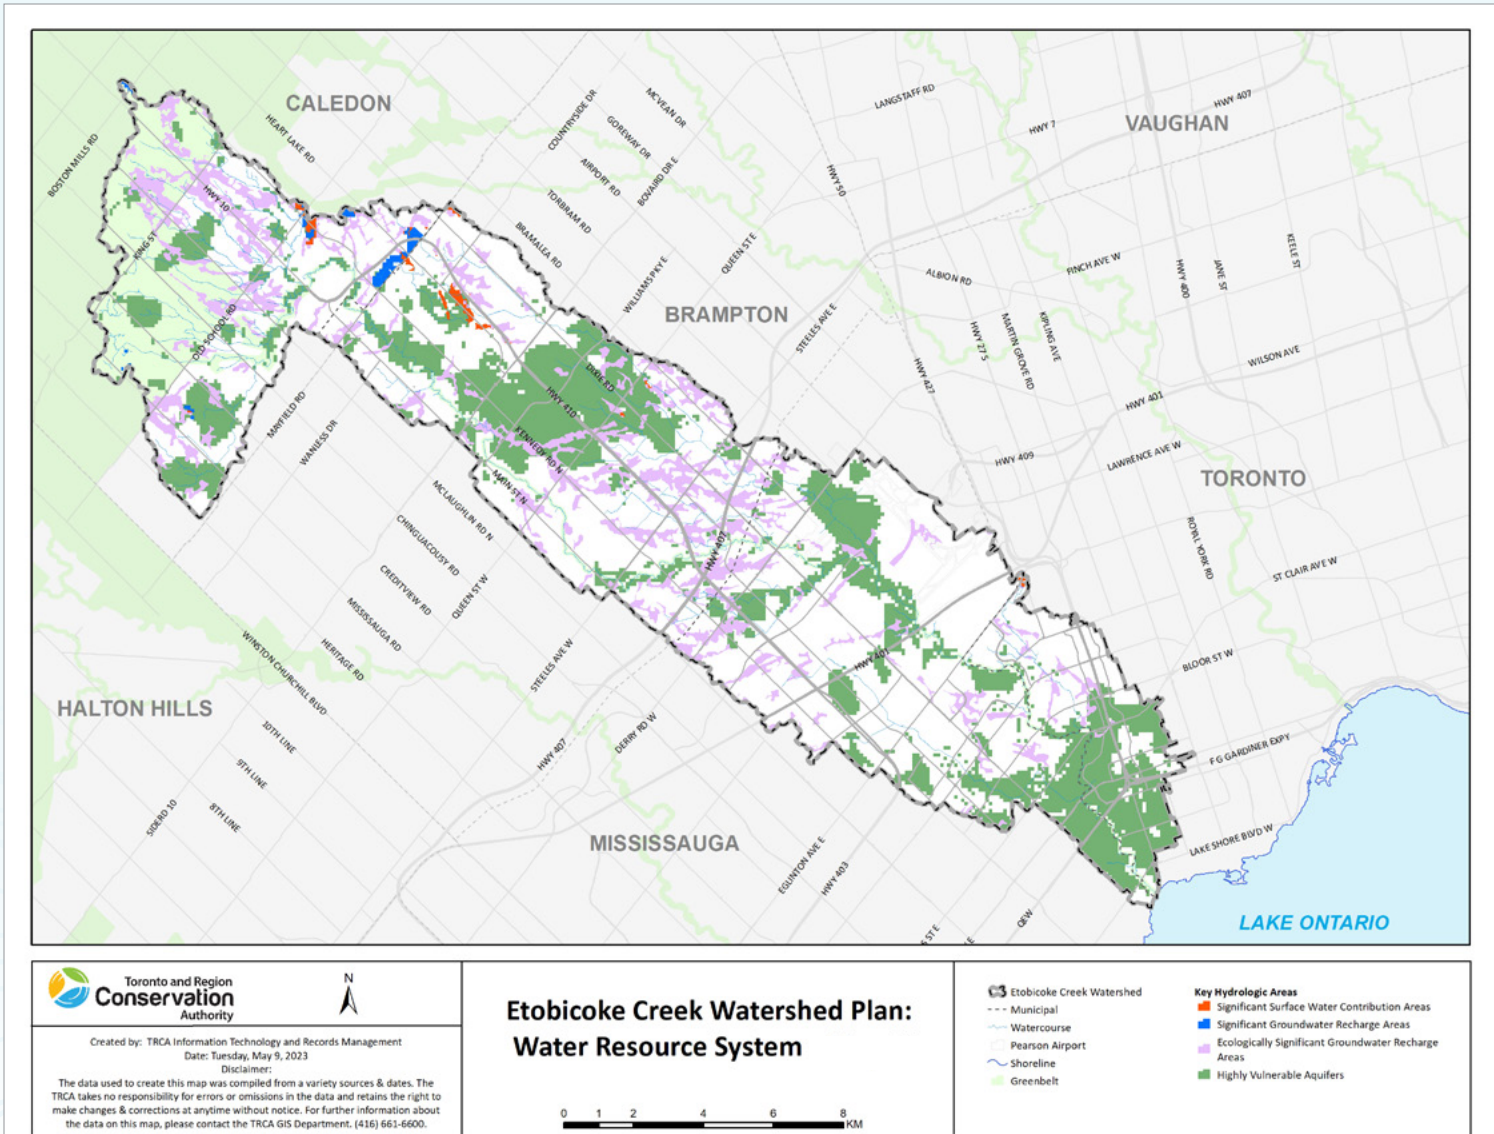 CALEDON
VAUGHAN
BRAMPTON
TORONTO
HALTON HILLS
MISSISSAUGA
LAKE ONTARIO
BOSTON MILLS RD
HEART LAKE RD
HWY 10
KING ST
OLD SCHOOL RD
MAYFIELD RD
WANLESS DR
COUNTRYSIDE DR
MCVEAN DR
GOREWAY DR
AIRPORT RD
BOVAIRD DR E
TORBRAM RD
BRAMALEA RD
WILLIAMS PKY E
QUEEN ST E
STEELES AVE E
DIXIE RD
HWY 410
KENNEDY RD N
MAIN ST N
MCLAUGHLIN RD N
CHINGUACOUSY RD
CREDITVIEW RD
QUEEN ST W
MISSISSAUGA RD
HERITAGE RD
WINSTON CHURCHILL BLVD
10TH LINE
9TH LINE
8TH LINE
SIDERD 10
STEELES AVE W
HWY 407
DERRY RD W
HWY 407
HWY 401
EGLINTON AVE E
HWY 403
QEW
LANGSTAFF RD
HWY 7
HWY 407
HWY 50
ALBION RD
FINCH AVE W
HWY 400
JANE ST
KEELE ST
HWY 27 S
MARTIN GROVE RD
KIPLING AVE
WILSON AVE
HWY 427
HWY 401
HWY 409
LAWRENCE AVE W
ROYAL YORK RD
ST CLAIR AVE W
BLOOR ST W
F G GARDINER EXPY
LAKE SHORE BLVD W
Toronto and Region
Conservation
Authority
N
Created by: TRCA Information Technology and Records Management
Date: Tuesday, May 9, 2023
Disclaimer:
The data used to create this map was compiled from a variety sources & dates. The
TRCA takes no responsibility for errors or omissions in the data and retains the right to
make changes & corrections at anytime without notice. For further information about
the data on this map, please contact the TRCA GIS Department. (416) 661-6600.
Etobicoke Creek Watershed Plan:
Water Resource System
0 1 2 4 6 8
KM
Etobicoke Creek Watershed
Municipal
Watercourse
Pearson Airport
Shoreline
Greenbelt
Key Hydrologic Areas
Significant Surface Water Contribution Areas
Significant Groundwater Recharge Areas
Ecologically Significant Groundwater Recharge
Areas
Highly Vulnerable Aquifers